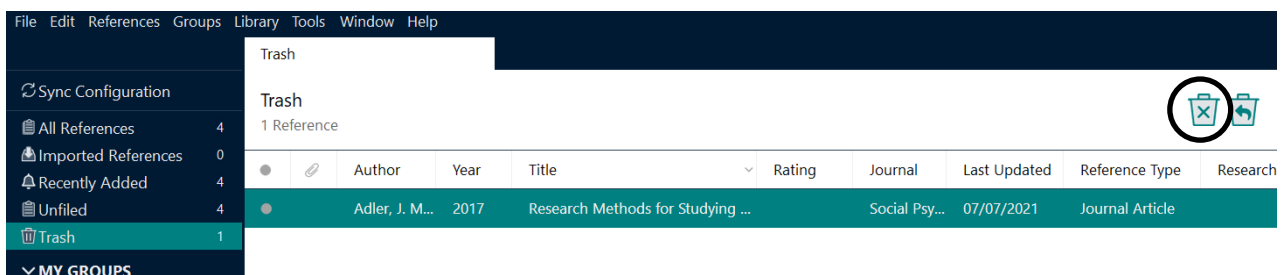 File Edit References Groups Library Tools Window Help
Trash
Sync Configuration
All References 4
Imported References 0
Recently Added 4
Unfiled 4
Trash 1
MY GROUPS
Trash
1 Reference
Author Year Title Rating Journal Last Updated Reference Type Research
Adler, J. M... 2017 Research Methods for Studying ... Social Psy... 07/07/2021 Journal Article